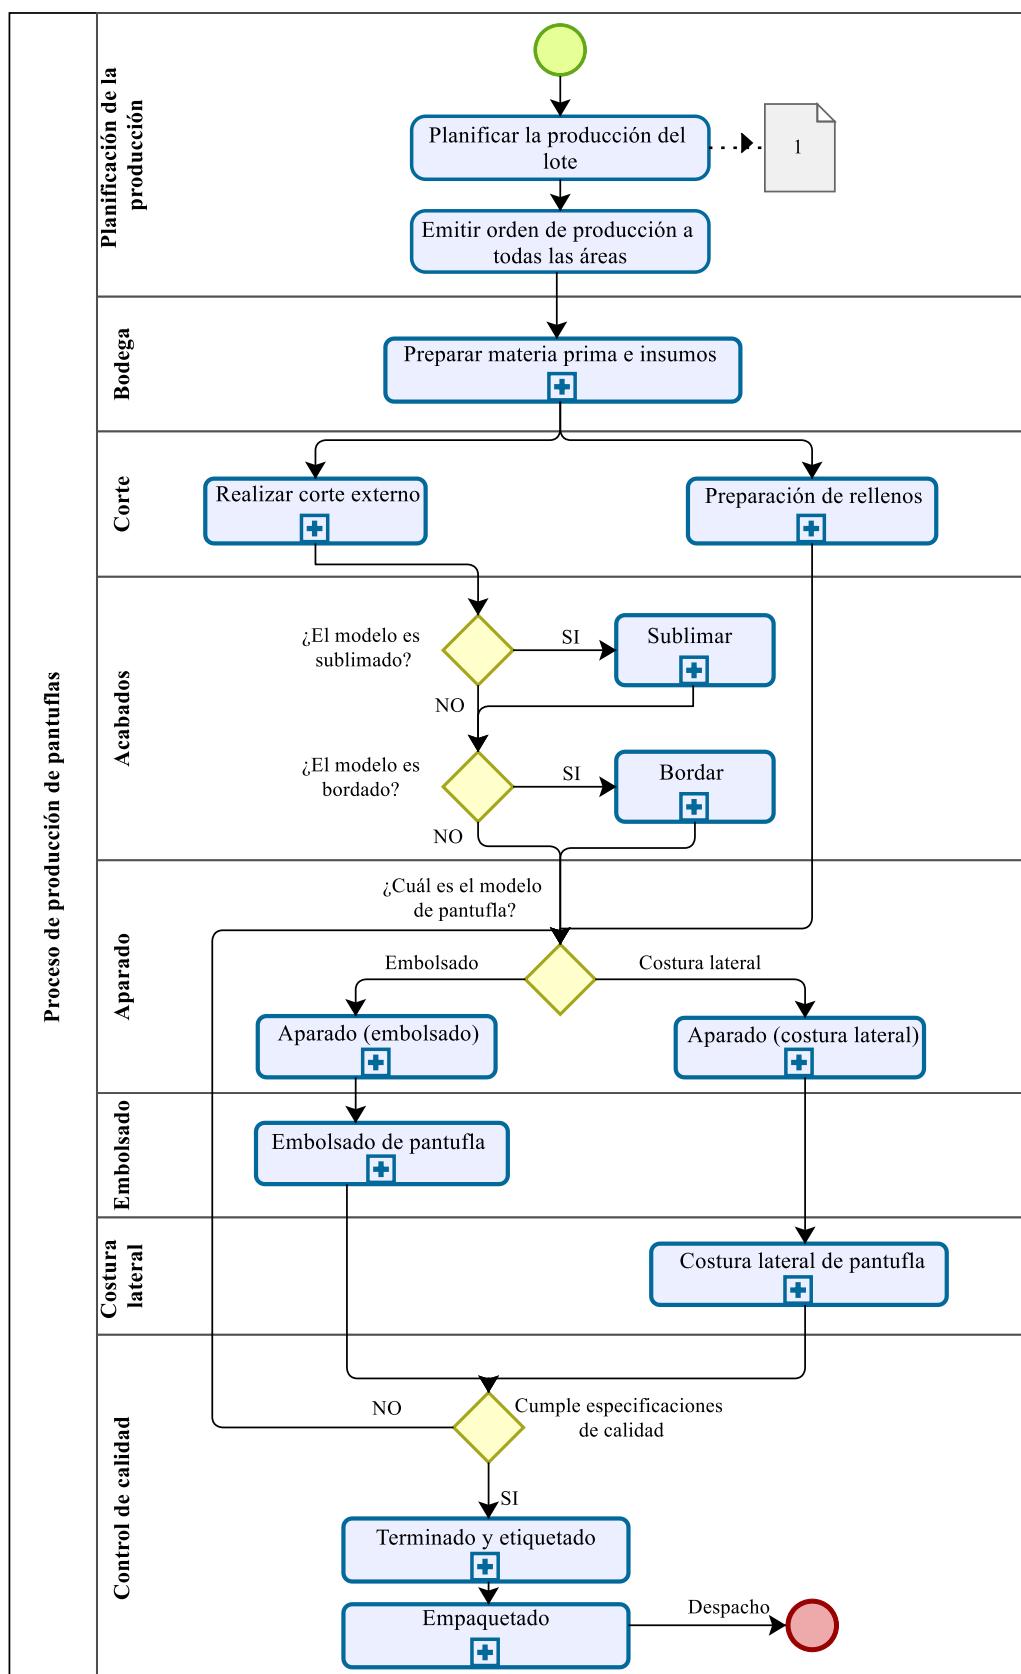 Proceso de producción de pantuflas
Planificación de la
producción
Planificar la producción del
lote
1
Emitir orden de producción a
todas las áreas
Bodega
Preparar materia prima e insumos
Corte
Realizar corte externo
Preparación de rellenos
Acabados
¿El modelo es
sublimado?
SI
Sublimar
NO
¿El modelo es
bordado?
SI
Bordar
NO
Aparado
¿Cuál es el modelo
de pantufla?
Embolsado
Costura lateral
Aparado (embolsado)
Aparado (costura lateral)
Embolsado
Embolsado de pantufla
Costura
lateral
Costura lateral de pantufla
Control de calidad
NO
Cumple especificaciones
de calidad
SI
Terminado y etiquetado
Empaquetado
Despacho